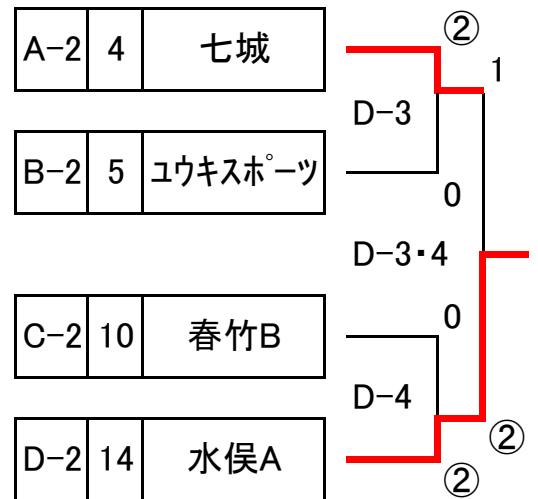 ②
A-2 4 七城
1
D-3
B-2 5 ユウキスポーツ
0
D-3・4
0
C-2 10 春竹B
D-4
②
D-2 14 水俣A
②